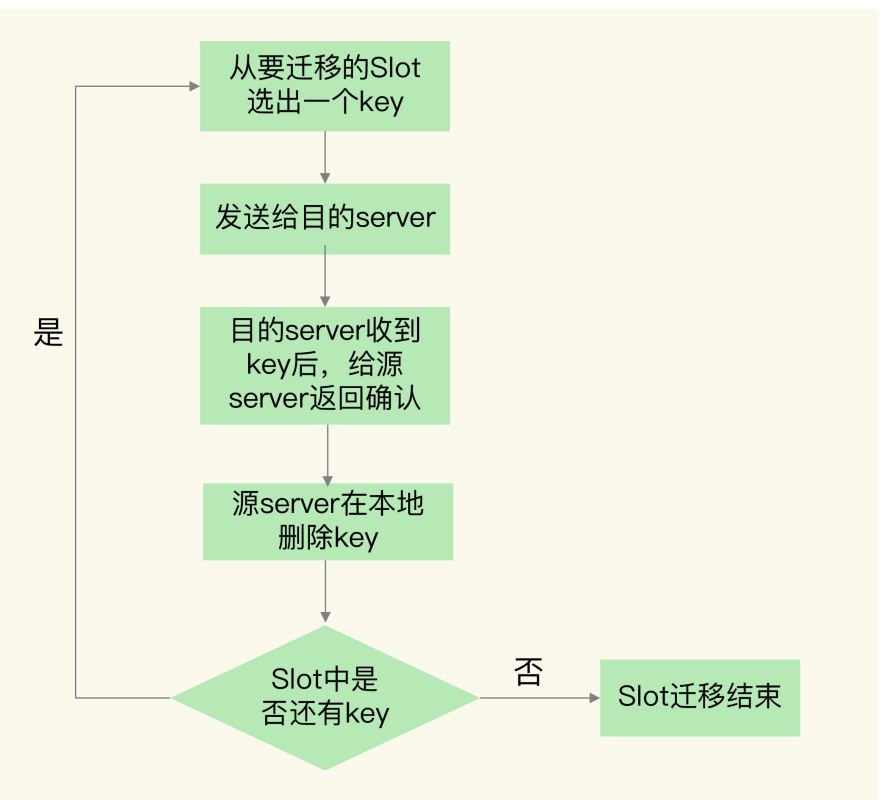 从要迁移的Slot
选出一个key
发送给目的server
目的server收到
key后，给源
server返回确认
是
源server在本地
删除key
Slot中是
否还有key
否
Slot迁移结束